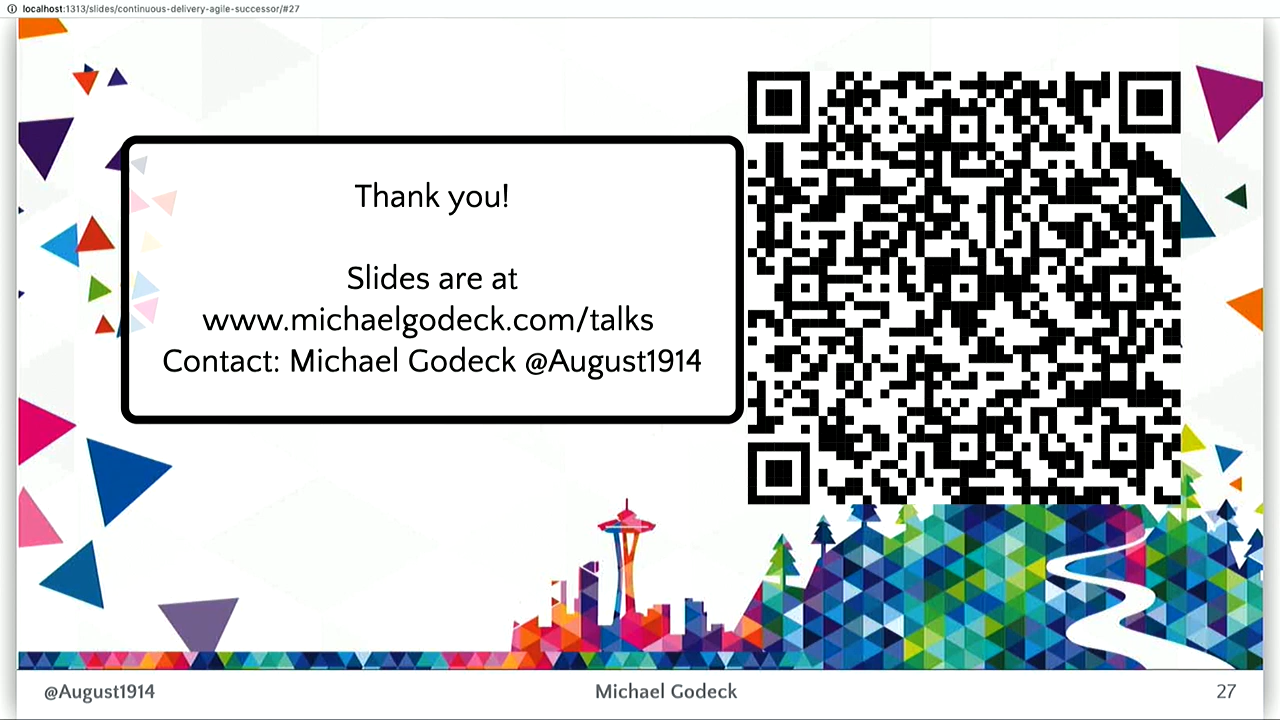 localhost:1313/slides/continuous-delivery-agile-successor/#27
Thank you!
Slides are at
www.michaelgodeck.com/talks
Contact: Michael Godeck @August1914
@August1914
Michael Godeck
27